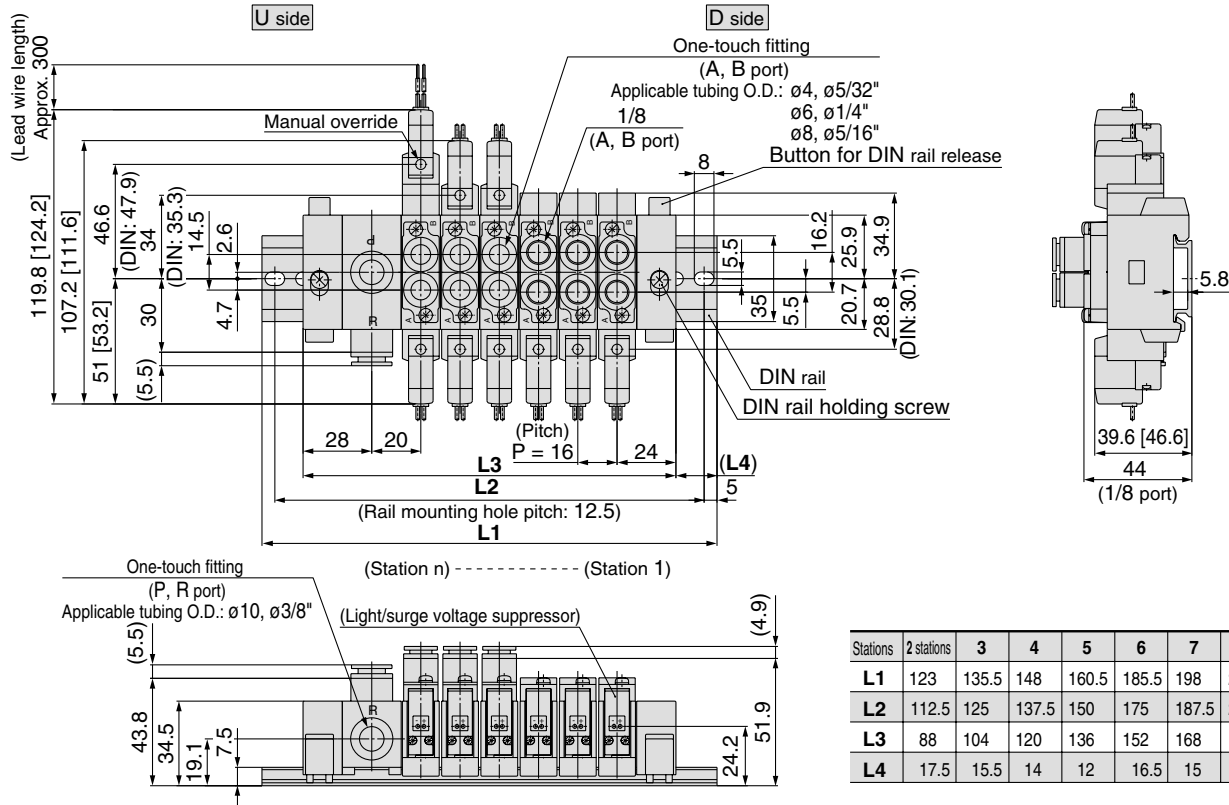 U side
D side
(Lead wire length)
Approx. 300
Manual override
One-touch fitting
(A, B port)
Applicable tubing O.D.: ø4, ø5/32"
ø6, ø1/4"
ø8, ø5/16"
1/8
(A, B port)
Button for DIN rail release
8
119.8 [124.2]
107.2 [111.6]
46.6
(DIN: 47.9)
34
(DIN: 35.3)
14.5
2.6
4.7
30
51 [53.2]
(5.5)
d
R
B
B
B
B
B
B
A
A
A
A
A
A
5.5
16.2
25.9
34.9
35
5.5
20.7
28.8
(DIN: 30.1)
5.8
DIN rail
DIN rail holding screw
28
20
(Pitch)
P = 16
24
L3
(L4)
L2
5
(Rail mounting hole pitch: 12.5)
L1
39.6 [46.6]
44
(1/8 port)
(Station n) - - - - - - - - - - - - (Station 1)
One-touch fitting
(P, R port)
Applicable tubing O.D.: ø10, ø3/8"
(Light/surge voltage suppressor)
(5.5)
43.8
34.5
19.1
7.5
R
(4.9)
51.9
24.2
Stations 2 stations 3 4 5 6 7
L1 123 135.5 148 160.5 185.5 198
L2 112.5 125 137.5 150 175 187.5
L3 88 104 120 136 152 168
L4 17.5 15.5 14 12 16.5 15